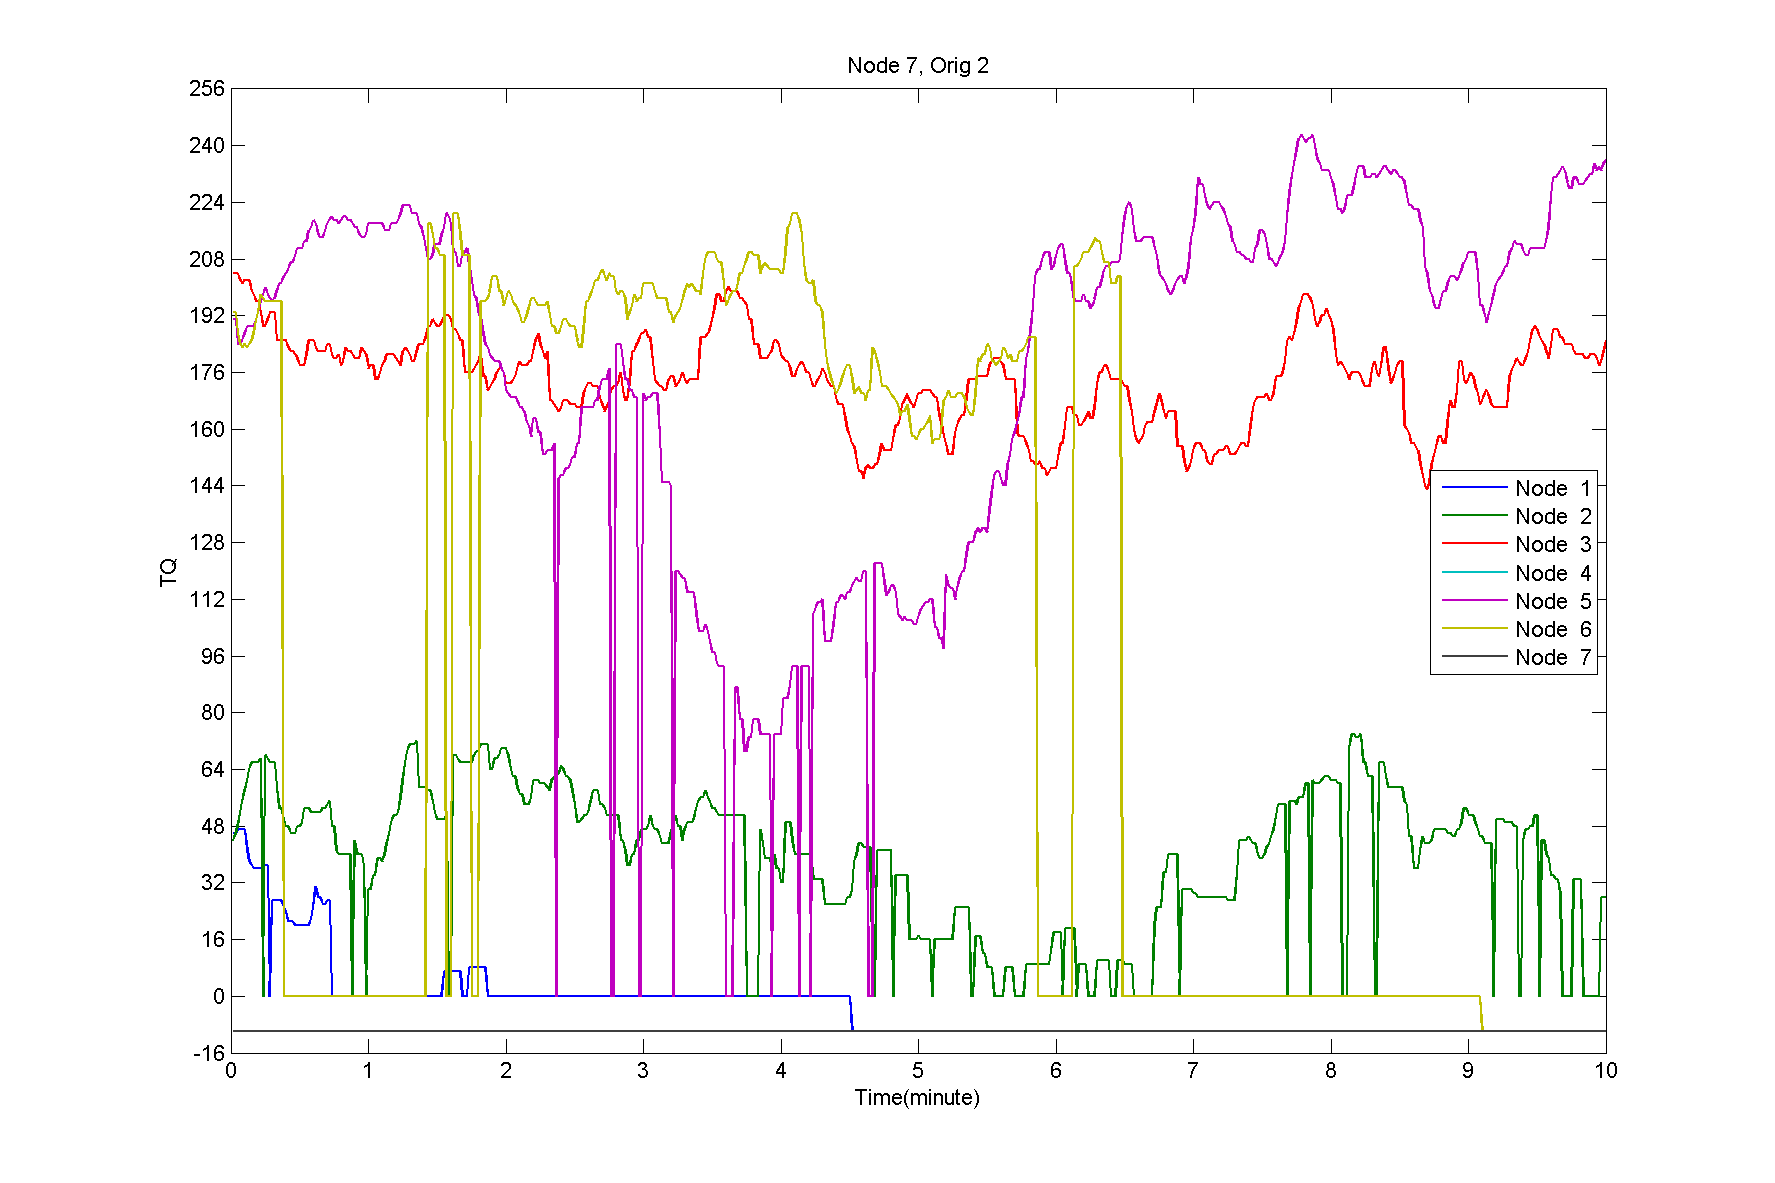 Node 7, Orig 2
256
240
224
208
192
176
160
144
128
112
96
80
64
48
32
16
0
-16
TQ
Node 1
Node 2
Node 3
Node 4
Node 5
Node 6
Node 7
0 1 2 3 4 5 6 7 8 9 10
Time(minute)